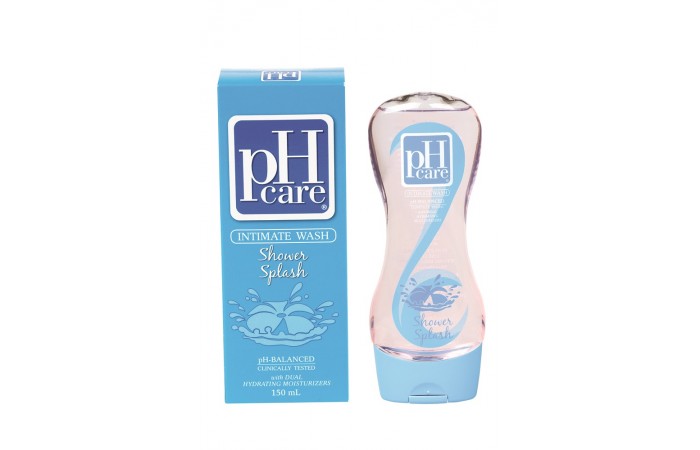 pH
care®
INTIMATE WASH
Shower
Splash
pH-BALANCED
CLINICALLY TESTED
with DUAL
HYDRATING MOISTURIZERS
150 mL
pH
care
Shower
Splash